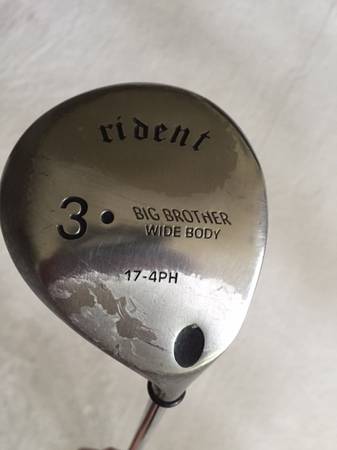 rident
3• BIG BROTHER
WIDE BODY
17-4PH